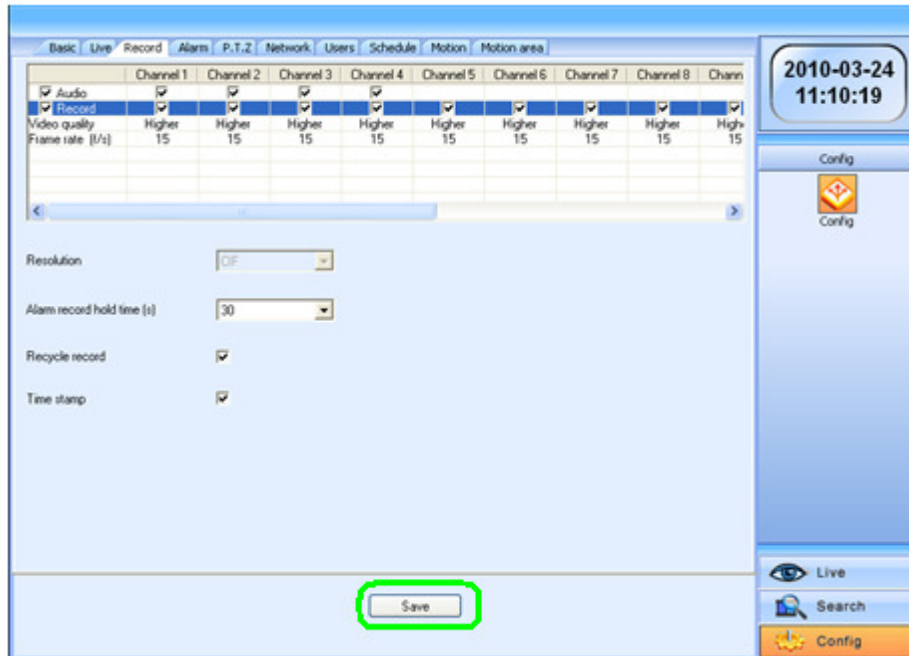 Basic Live Record Alarm P.T.Z Network Users Schedule Motion Motion area
Channel 1 Channel 2 Channel 3 Channel 4 Channel 5 Channel 6 Channel 7 Channel 8 Chann
Audio
Record
Video quality Higher Higher Higher Higher Higher Higher Higher Higher High
Frame rate (f/s) 15 15 15 15 15 15 15 15 15
Resolution CIF
Alarm record hold time (s) 30
Recycle record
Time stamp
Save
2010-03-24
11:10:19
Config
Config
Live
Search
Config